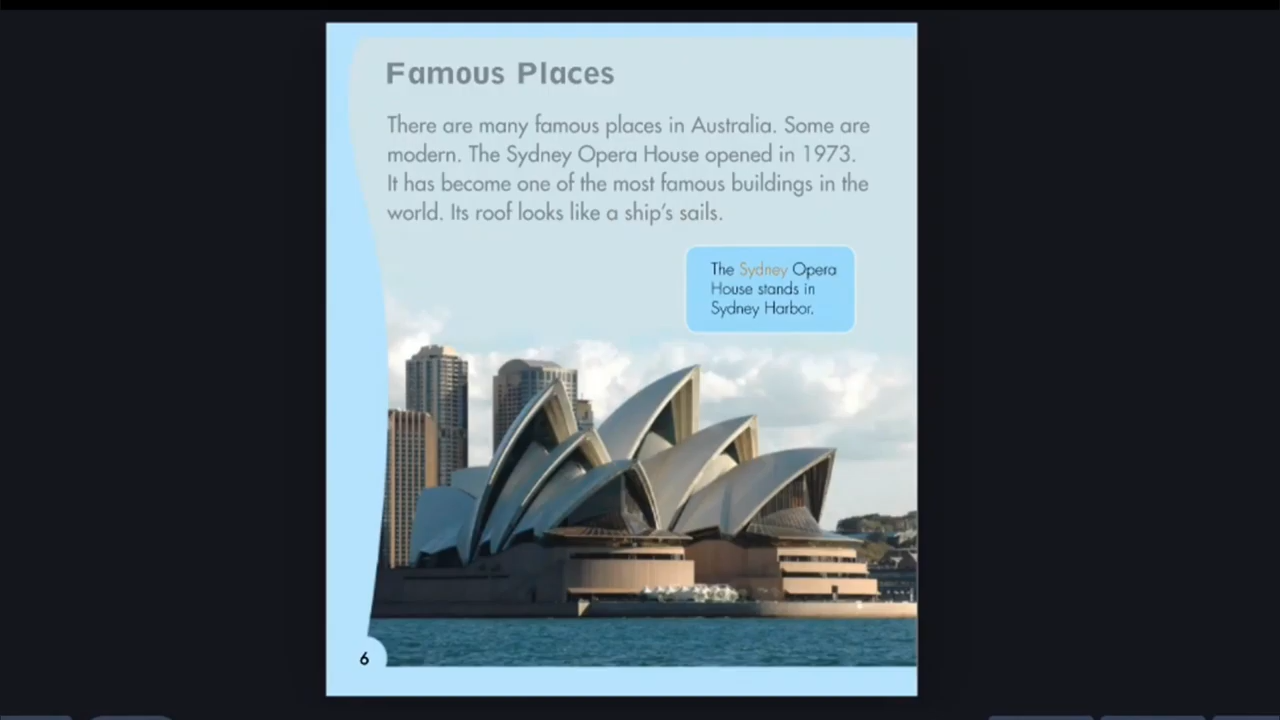 Famous Places
There are many famous places in Australia. Some are
modern. The Sydney Opera House opened in 1973.
It has become one of the most famous buildings in the
world. Its roof looks like a ship's sails.
The Sydney Opera
House stands in
Sydney Harbor.
6